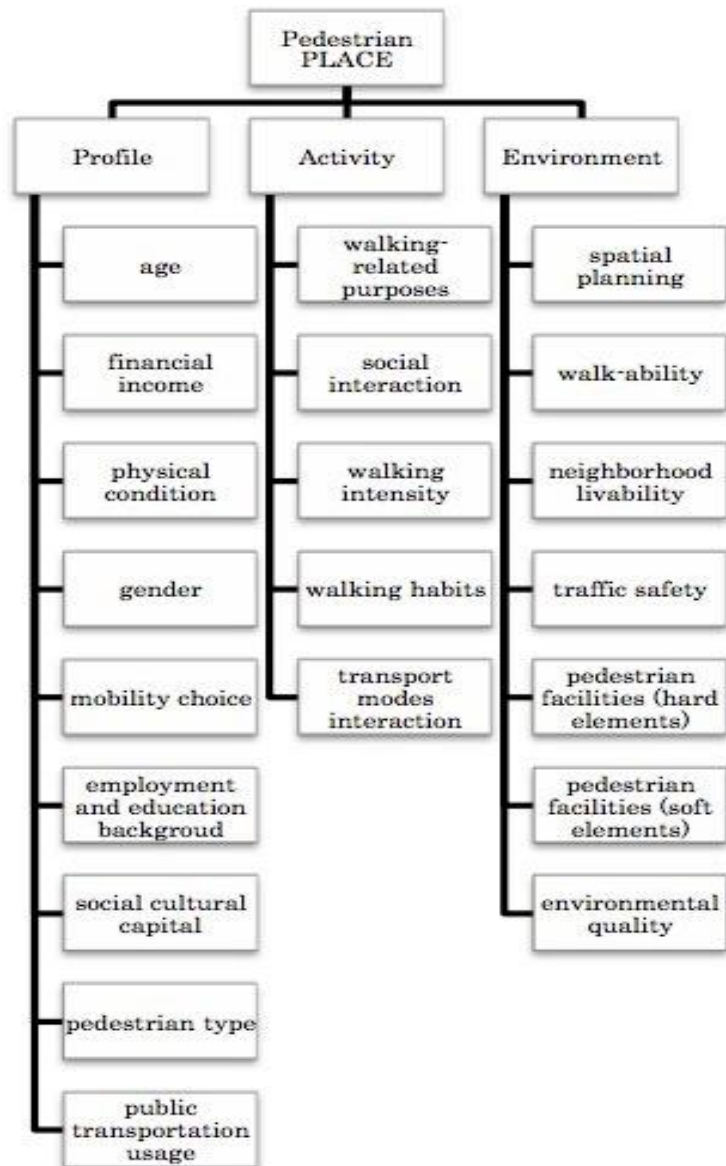 Pedestrian
PLACE
Profile
Activity
Environment
age
financial
income
physical
condition
gender
mobility choice
employment
and education
backgroud
social cultural
capital
pedestrian type
public
transportation
usage
walking-
related
purposes
social
interaction
walking
intensity
walking habits
transport
modes
interaction
spatial
planning
walk-ability
neighborhood
livability
traffic safety
pedestrian
facilities (hard
elements)
pedestrian
facilities (soft
elements)
environmental
quality